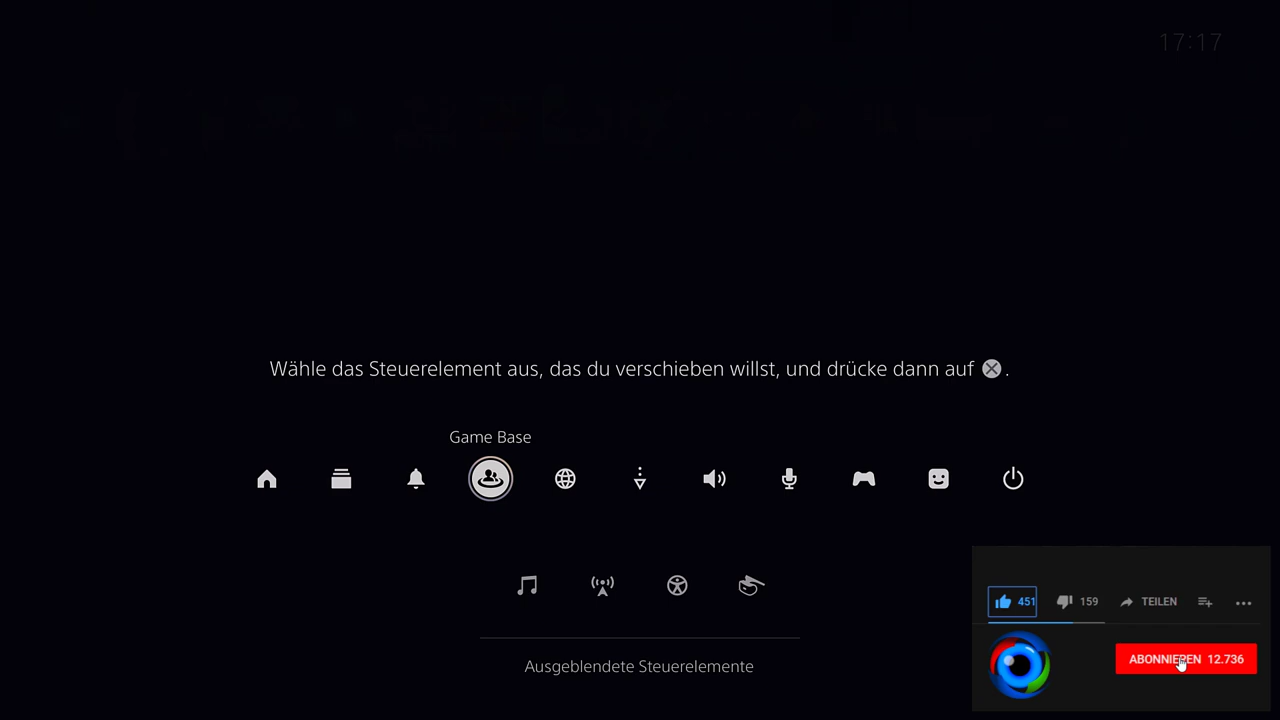 17:17
Wähle das Steuerelement aus, das du verschieben willst, und drücke dann auf ⓧ.
Game Base
Ausgeblendete Steuerelemente
451 159 TEILEN
ABONNIEREN 12.736